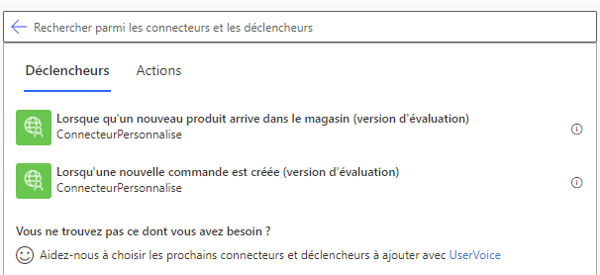 Rechercher parmi les connecteurs et les déclencheurs
Déclencheurs Actions
Lorsque qu'un nouveau produit arrive dans le magasin (version d'évaluation)
ConnecteurPersonnalise
Lorsqu'une nouvelle commande est créée (version d'évaluation)
ConnecteurPersonnalise
Vous ne trouvez pas ce dont vous avez besoin ?
Aidez-nous à choisir les prochains connecteurs et déclencheurs à ajouter avec UserVoice